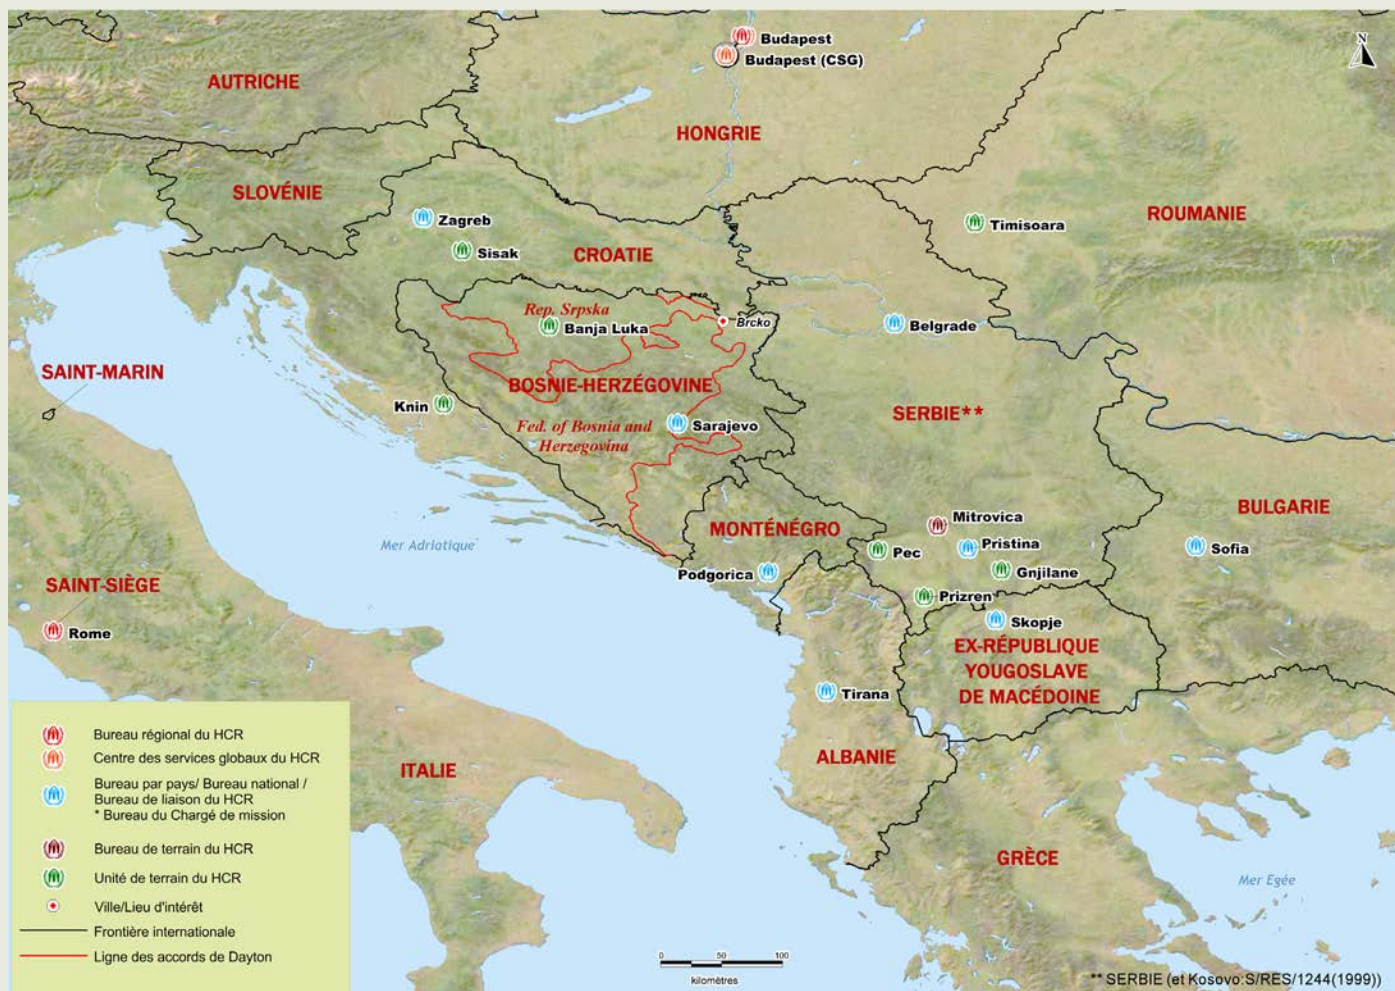 Budapest
Budapest (CSG)
N
AUTRICHE
HONGRIE
SLOVÉNIE
ROUMANIE
Zagreb
Timisoara
Sisak
CROATIE
Rep. Srpska
Banja Luka
Brcko
Belgrade
SAINT-MARIN
BOSNIE-HERZÉGOVINE
Knin
SERBIE**
Fed. of Bosnia and
Herzegovina
Sarajevo
BULGARIE
Mitrovica
MONTÉNÉGRO
Mer Adriatique
Pec
Pristina
Sofia
Podgorica
Gnjilane
SAINT-SIÈGE
Prizren
Rome
Skopje
EX-RÉPUBLIQUE
YOUGOSLAVE
DE MACÉDOINE
Tirana
ALBANIE
ITALIE
GRÈCE
Mer Egée
Bureau régional du HCR
Centre des services globaux du HCR
Bureau par pays/ Bureau national /
Bureau de liaison du HCR
* Bureau du Chargé de mission
Bureau de terrain du HCR
Unité de terrain du HCR
Ville/Lieu d'intérêt
Frontière internationale
Ligne des accords de Dayton
0 50 100
kilomètres
** SERBIE (et Kosovo:S/RES/1244(1999))